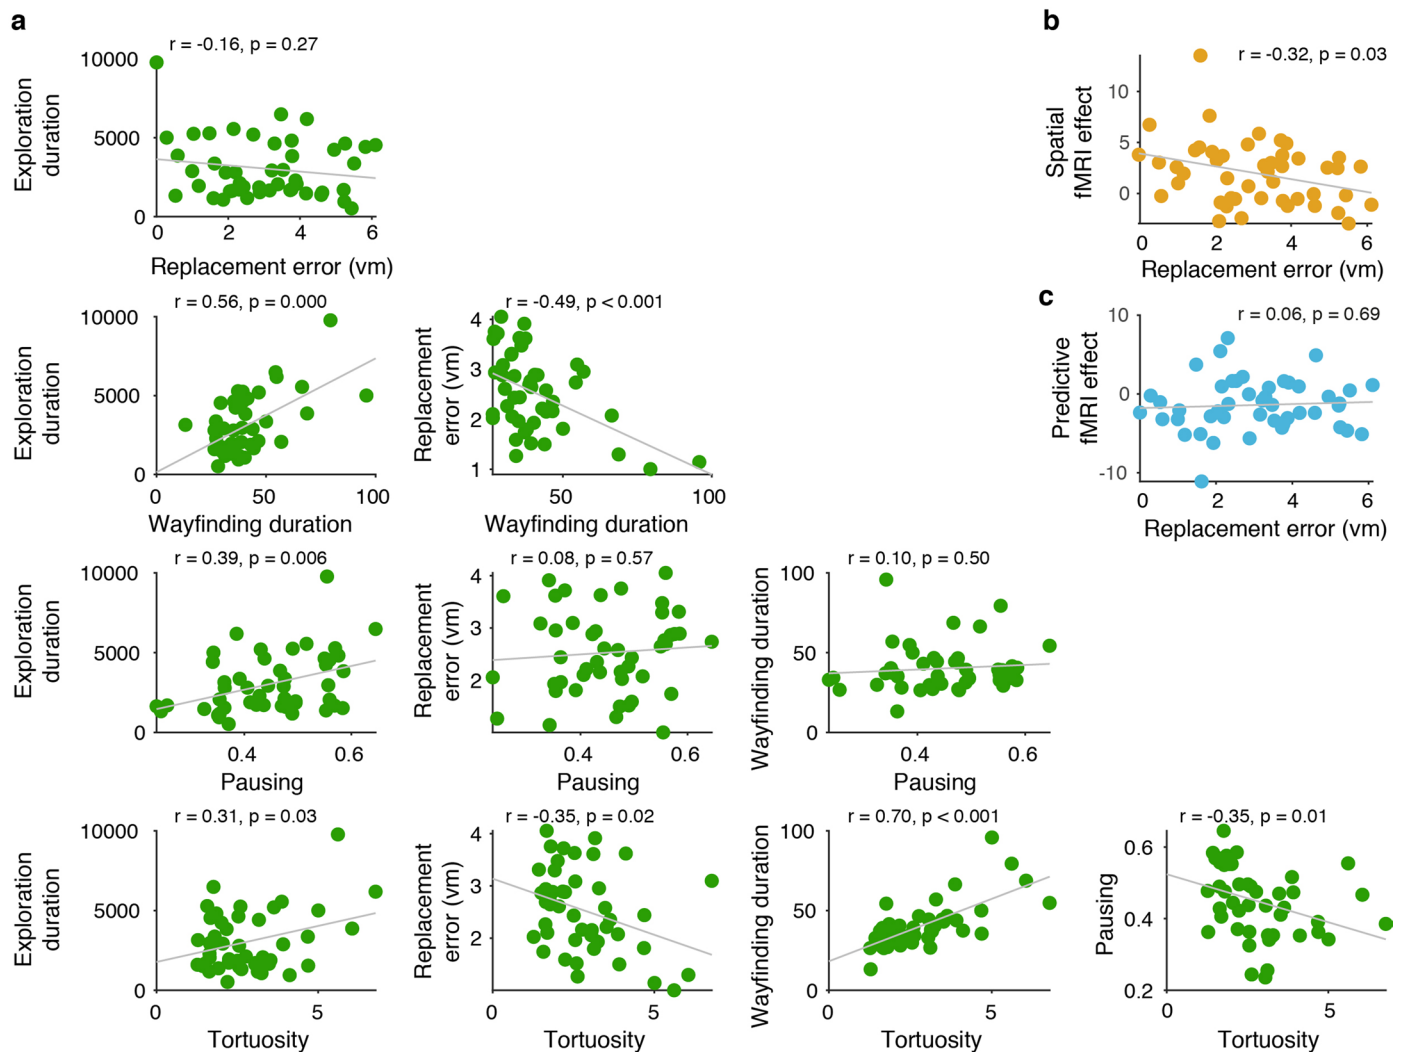 a
r = -0.16, p = 0.27
Exploration
duration
10000
5000
0
0 2 4 6
Replacement error (vm)
b
r = -0.32, p = 0.03
Spatial
fMRI effect
10
5
0
0 2 4 6
Replacement error (vm)
r = 0.56, p = 0.000
Exploration
duration
10000
5000
0
0 50 100
Wayfinding duration
r = -0.49, p < 0.001
Replacement
error (vm)
4
3
2
1
50 100
Wayfinding duration
c
r = 0.06, p = 0.69
Predictive
fMRI effect
10
0
-10
0 2 4 6
Replacement error (vm)
r = 0.39, p = 0.006
Exploration
duration
10000
5000
0
0.4 0.6
Pausing
r = 0.08, p = 0.57
Replacement
error (vm)
4
3
2
0.4 0.6
Pausing
r = 0.10, p = 0.50
Wayfinding duration
100
50
0
0.4 0.6
Pausing
r = 0.31, p = 0.03
Exploration
duration
10000
5000
0
0 5
Tortuosity
r = -0.35, p = 0.02
Replacement
error (vm)
4
3
2
0 5
Tortuosity
r = 0.70, p < 0.001
Wayfinding duration
100
50
0
0 5
Tortuosity
r = -0.35, p = 0.01
Pausing
0.6
0.4
0.2
0 5
Tortuosity